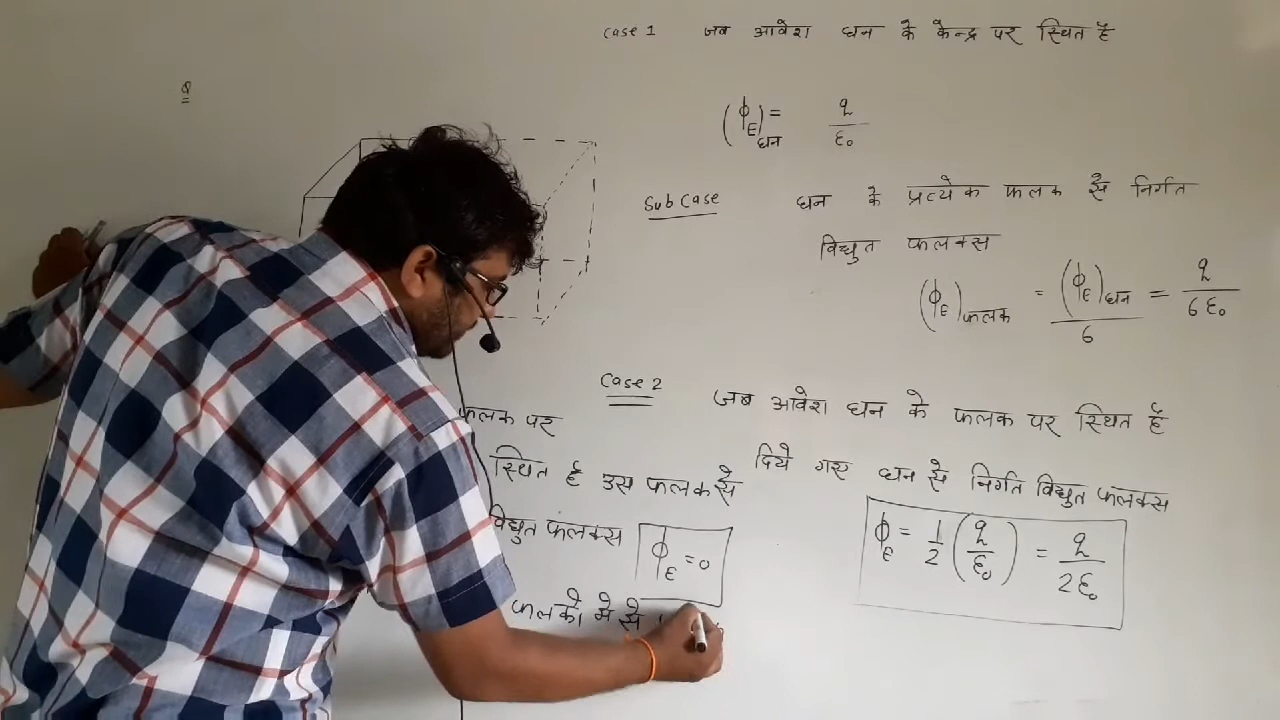 Case 1 जब आवेश घन के केन्द्र पर स्थित है
Q
(ϕ_E)_घन = q/ε₀
Sub Case घन के प्रत्येक फलक से निर्गत
विद्युत फलक्स
(ϕ_E)_फलक = (ϕ_E)_घन/6 = q/6ε₀
Case 2 जब आवेश घन के फलक पर स्थित है
दिये गए घन से निर्गत विद्युत फलक्स
ϕ_E = 1/2 (q/ε₀) = q/2ε₀
फलक पर
स्थित है उस फलक से
विद्युत फलक्स ϕ_E = 0
फलको मे से